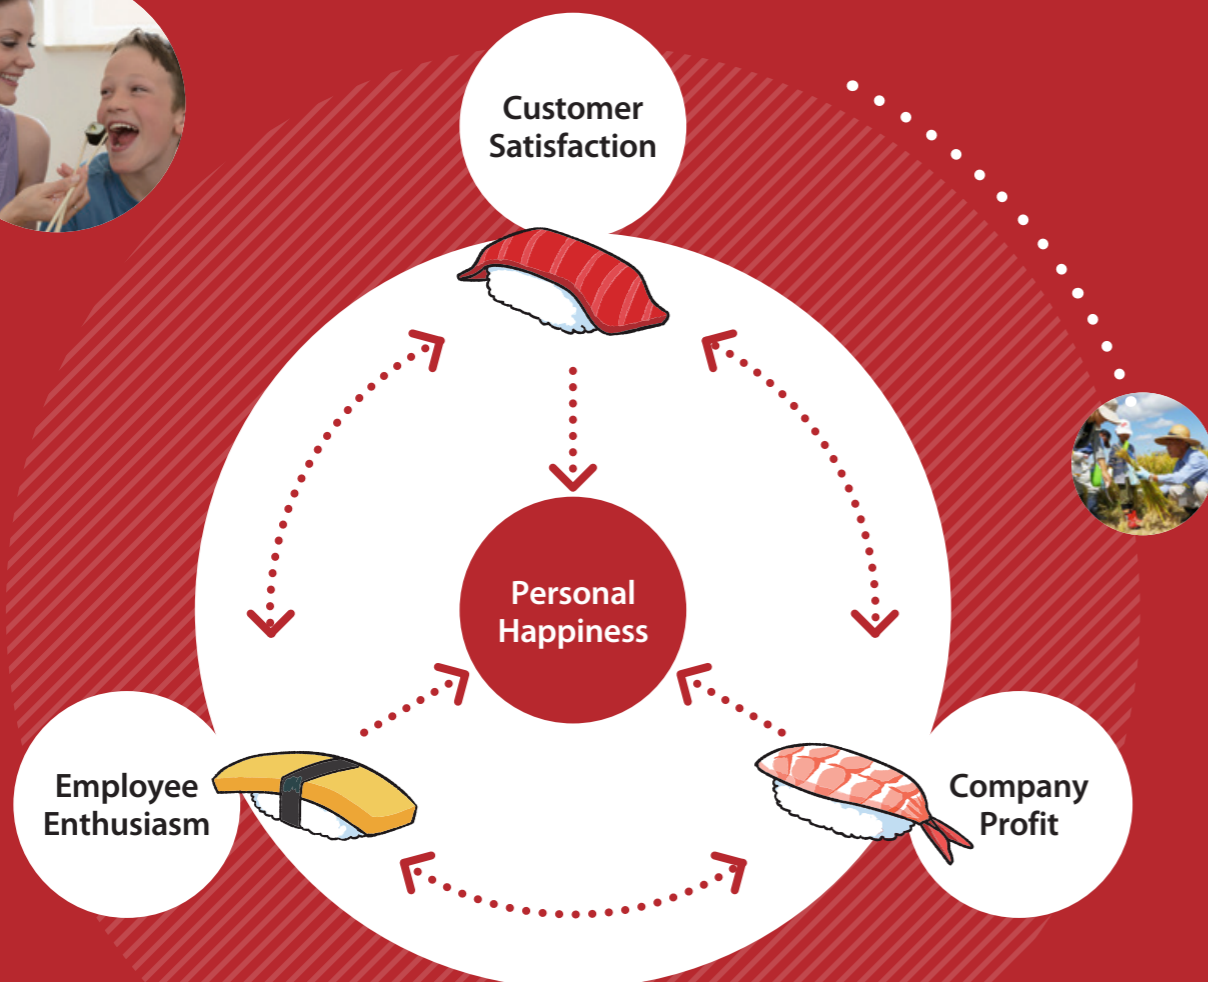 Customer
Satisfaction
Personal
Happiness
Employee
Enthusiasm
Company
Profit